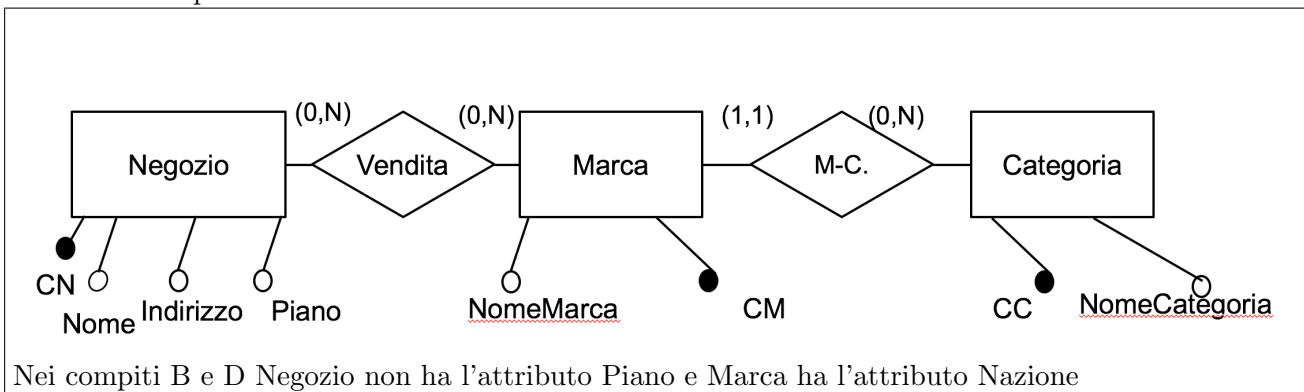 (0,N) (0,N) (1,1) (0,N)
Negozio Vendita Marca M-C. Categoria
CN
Nome Indirizzo Piano NomeMarca CM CC NomeCategoria
Nei compiti B e D Negozio non ha l'attributo Piano e Marca ha l'attributo Nazione